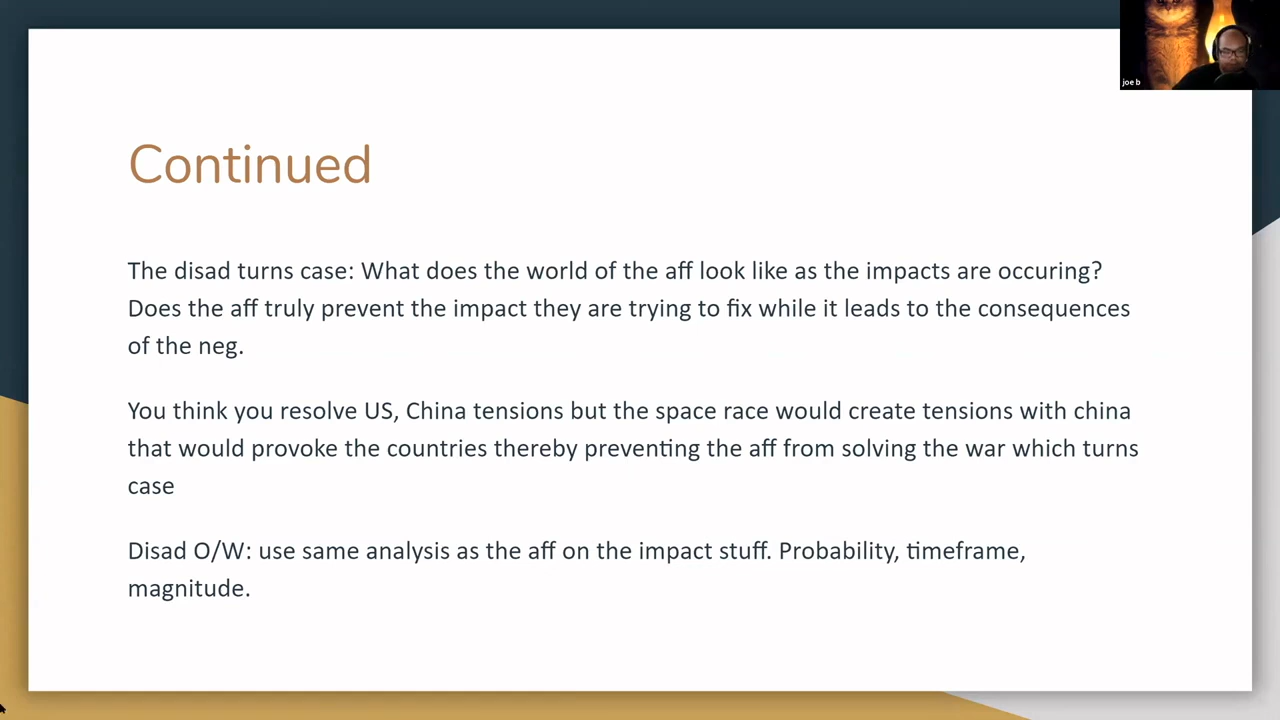 joe b
Continued
The disad turns case: What does the world of the aff look like as the impacts are occuring?
Does the aff truly prevent the impact they are trying to fix while it leads to the consequences
of the neg.
You think you resolve US, China tensions but the space race would create tensions with china
that would provoke the countries thereby preventing the aff from solving the war which turns
case
Disad O/W: use same analysis as the aff on the impact stuff. Probability, timeframe,
magnitude.